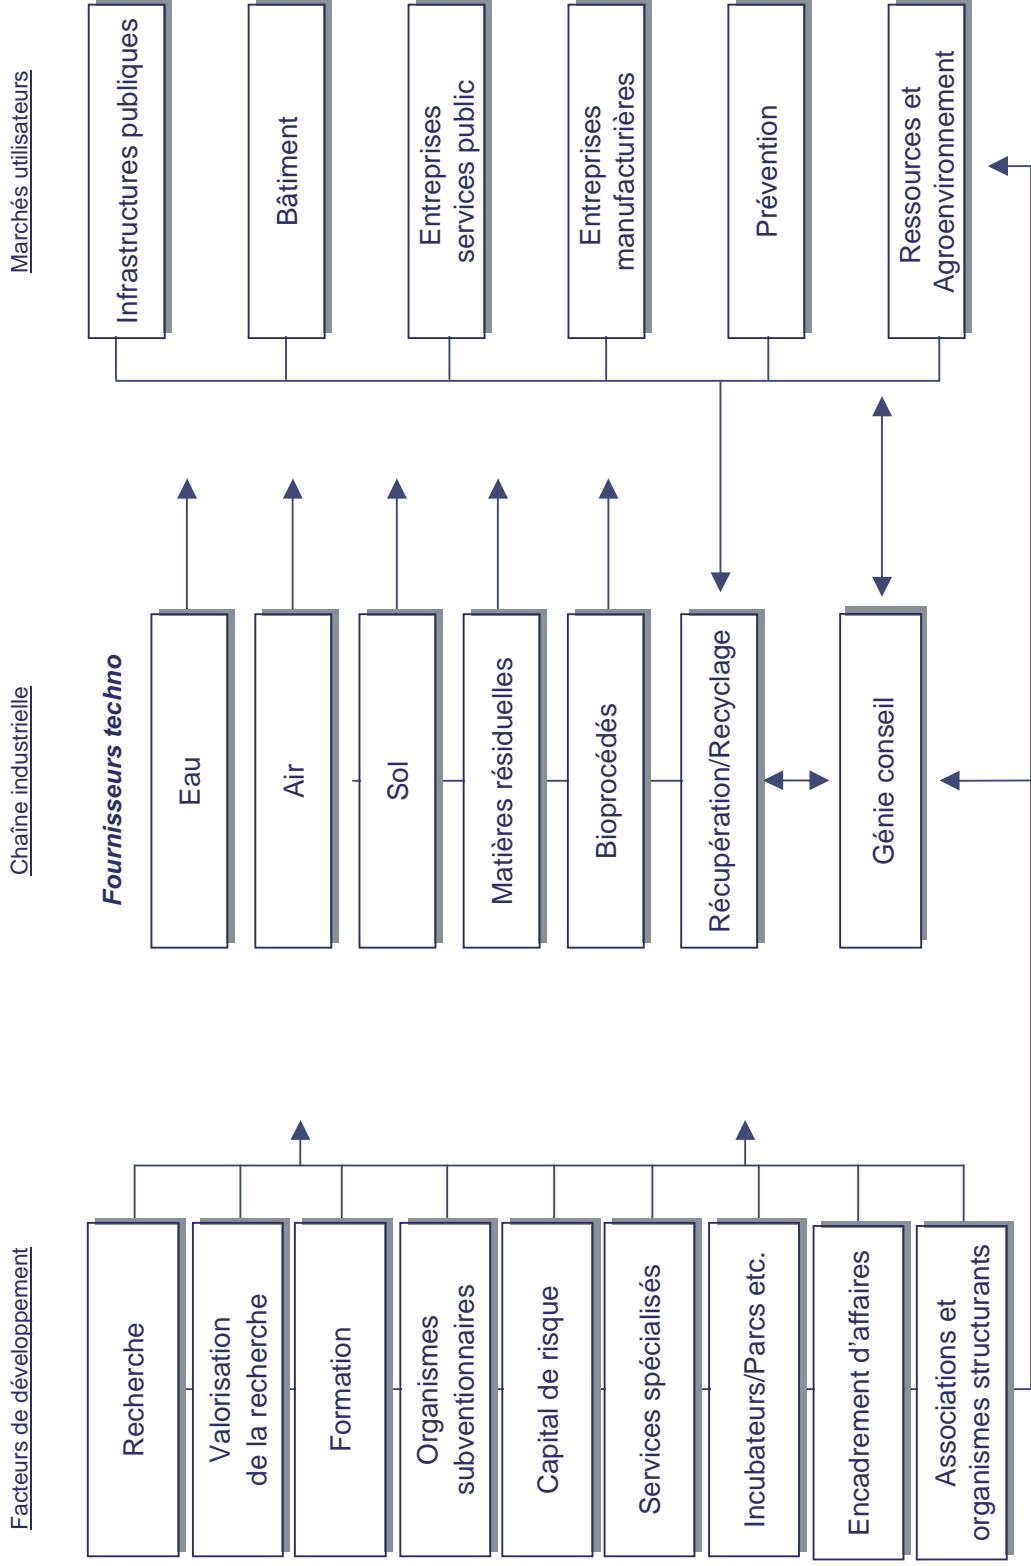 Facteurs de développement
Recherche
Valorisation
de la recherche
Formation
Organismes
subventionnaires
Capital de risque
Services spécialisés
Incubateurs/Parcs etc.
Encadrement d'affaires
Associations et
organismes structurants
Chaîne industrielle
Fournisseurs techno
Eau
Air
Sol
Matières résiduelles
Bioprocédés
Récupération/Recyclage
Génie conseil
Marchés utilisateurs
Infrastructures publiques
Bâtiment
Entreprises
services public
Entreprises
manufacturières
Prévention
Ressources et
Agroenvironnement